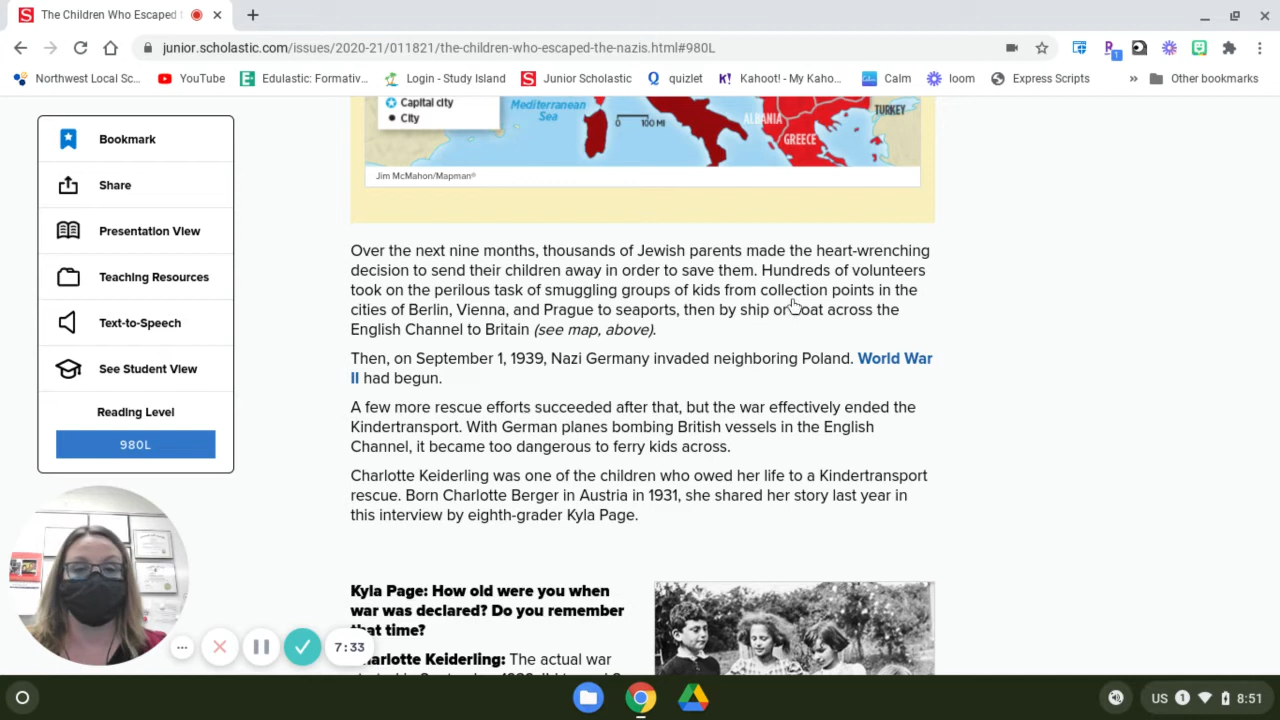 The Children Who Escaped
junior.scholastic.com/issues/2020-21/011821/the-children-who-escaped-the-nazis.html#980L
Northwest Local Sc...
YouTube
Edulastic: Formativ...
Login - Study Island
Junior Scholastic
quizlet
Kahoot! - My Kaho...
Calm
loom
Express Scripts
»
Other bookmarks
Capital city
City
Mediterranean
Sea
0 100 MI
ALBANIA
GREECE
TURKEY
Jim McMahon/Mapman®
Bookmark
Share
Presentation View
Teaching Resources
Text-to-Speech
See Student View
Reading Level
980L
Over the next nine months, thousands of Jewish parents made the heart-wrenching
decision to send their children away in order to save them. Hundreds of volunteers
took on the perilous task of smuggling groups of kids from collection points in the
cities of Berlin, Vienna, and Prague to seaports, then by ship or boat across the
English Channel to Britain (see map, above).
Then, on September 1, 1939, Nazi Germany invaded neighboring Poland. World War
II had begun.
A few more rescue efforts succeeded after that, but the war effectively ended the
Kindertransport. With German planes bombing British vessels in the English
Channel, it became too dangerous to ferry kids across.
Charlotte Keiderling was one of the children who owed her life to a Kindertransport
rescue. Born Charlotte Berger in Austria in 1931, she shared her story last year in
this interview by eighth-grader Kyla Page.
Kyla Page: How old were you when
war was declared? Do you remember
that time?
Charlotte Keiderling: The actual war
7:33
US 1 8:51